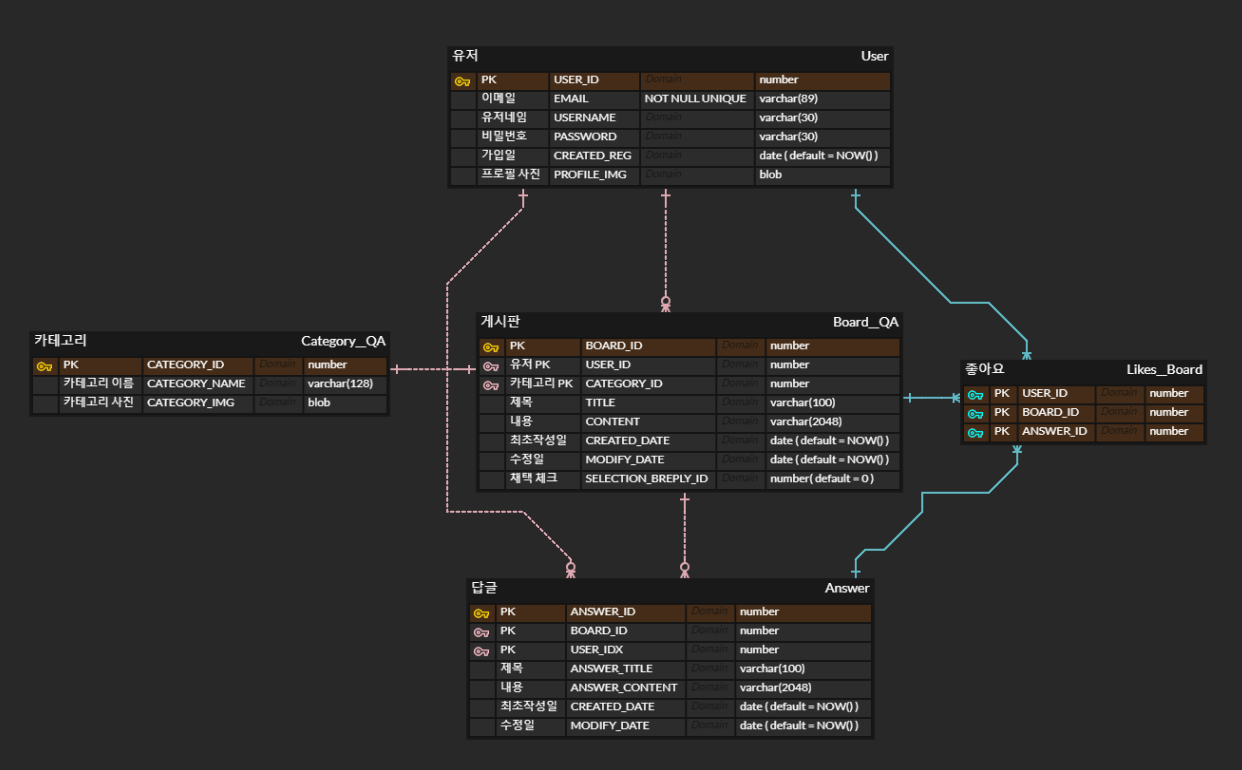 유저 User
PK USER_ID Domain number
이메일 EMAIL NOT NULL UNIQUE varchar(89)
유저네임 USERNAME Domain varchar(30)
비밀번호 PASSWORD Domain varchar(30)
가입일 CREATED_REG Domain date ( default = NOW() )
프로필 사진 PROFILE_IMG Domain blob
카테고리 Category__QA
PK CATEGORY_ID Domain number
카테고리 이름 CATEGORY_NAME Domain varchar(128)
카테고리 사진 CATEGORY_IMG Domain blob
게시판 Board__QA
PK BOARD_ID Domain number
유저 PK USER_ID Domain number
카테고리 PK CATEGORY_ID Domain number
제목 TITLE Domain varchar(100)
내용 CONTENT Domain varchar(2048)
최초작성일 CREATED_DATE Domain date ( default = NOW() )
수정일 MODIFY_DATE Domain date ( default = NOW() )
채택 체크 SELECTION_BREPLY_ID Domain number( default = 0 )
좋아요 Likes__Board
PK USER_ID Domain number
PK BOARD_ID Domain number
PK ANSWER_ID Domain number
답글 Answer
PK ANSWER_ID Domain number
PK BOARD_ID Domain number
PK USER_IDX Domain number
제목 ANSWER_TITLE Domain varchar(100)
내용 ANSWER_CONTENT Domain varchar(2048)
최초작성일 CREATED_DATE Domain date ( default = NOW() )
수정일 MODIFY_DATE Domain date ( default = NOW() )